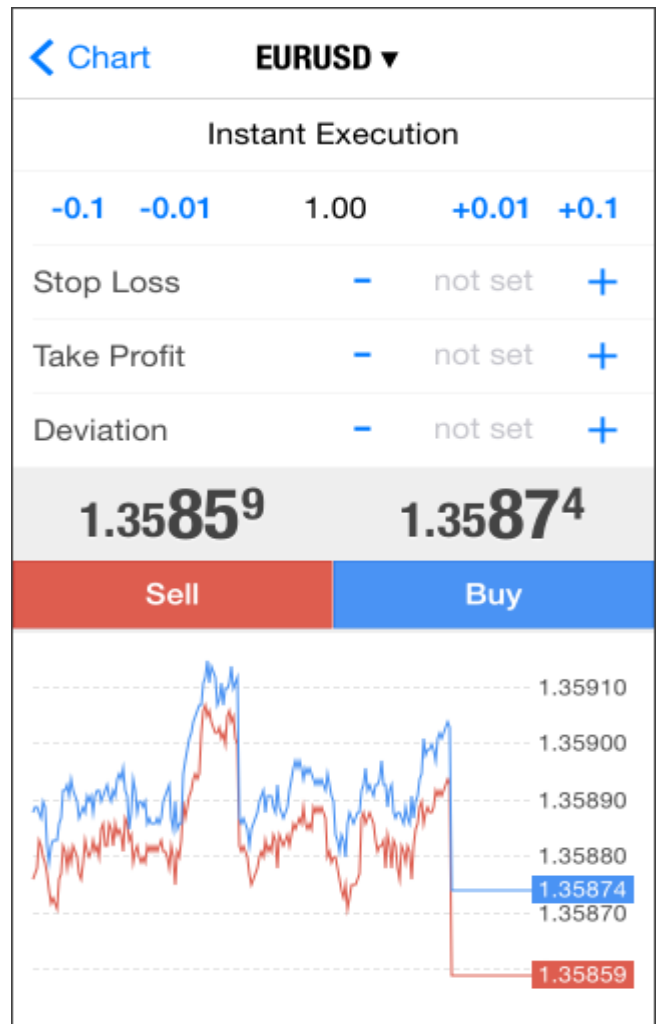 Chart EURUSD ▼
Instant Execution
-0.1 -0.01 1.00 +0.01 +0.1
Stop Loss - not set +
Take Profit - not set +
Deviation - not set +
1.35859 1.35874
Sell Buy
1.35910
1.35900
1.35890
1.35880
1.35874
1.35870
1.35859